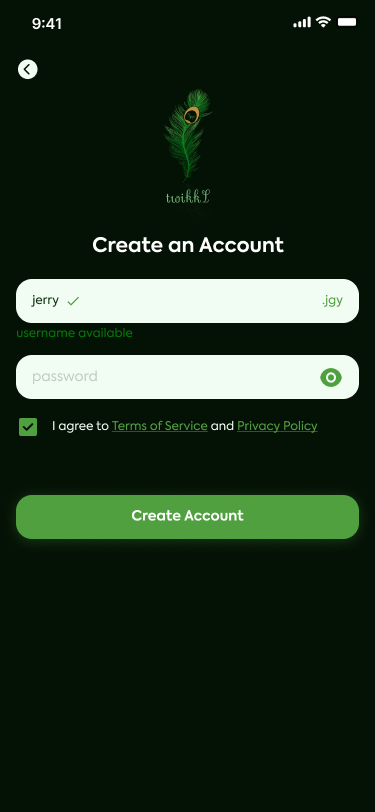 9:41
twikkl
Create an Account
jerry .jgy
username available
password
I agree to Terms of Service and Privacy Policy
Create Account